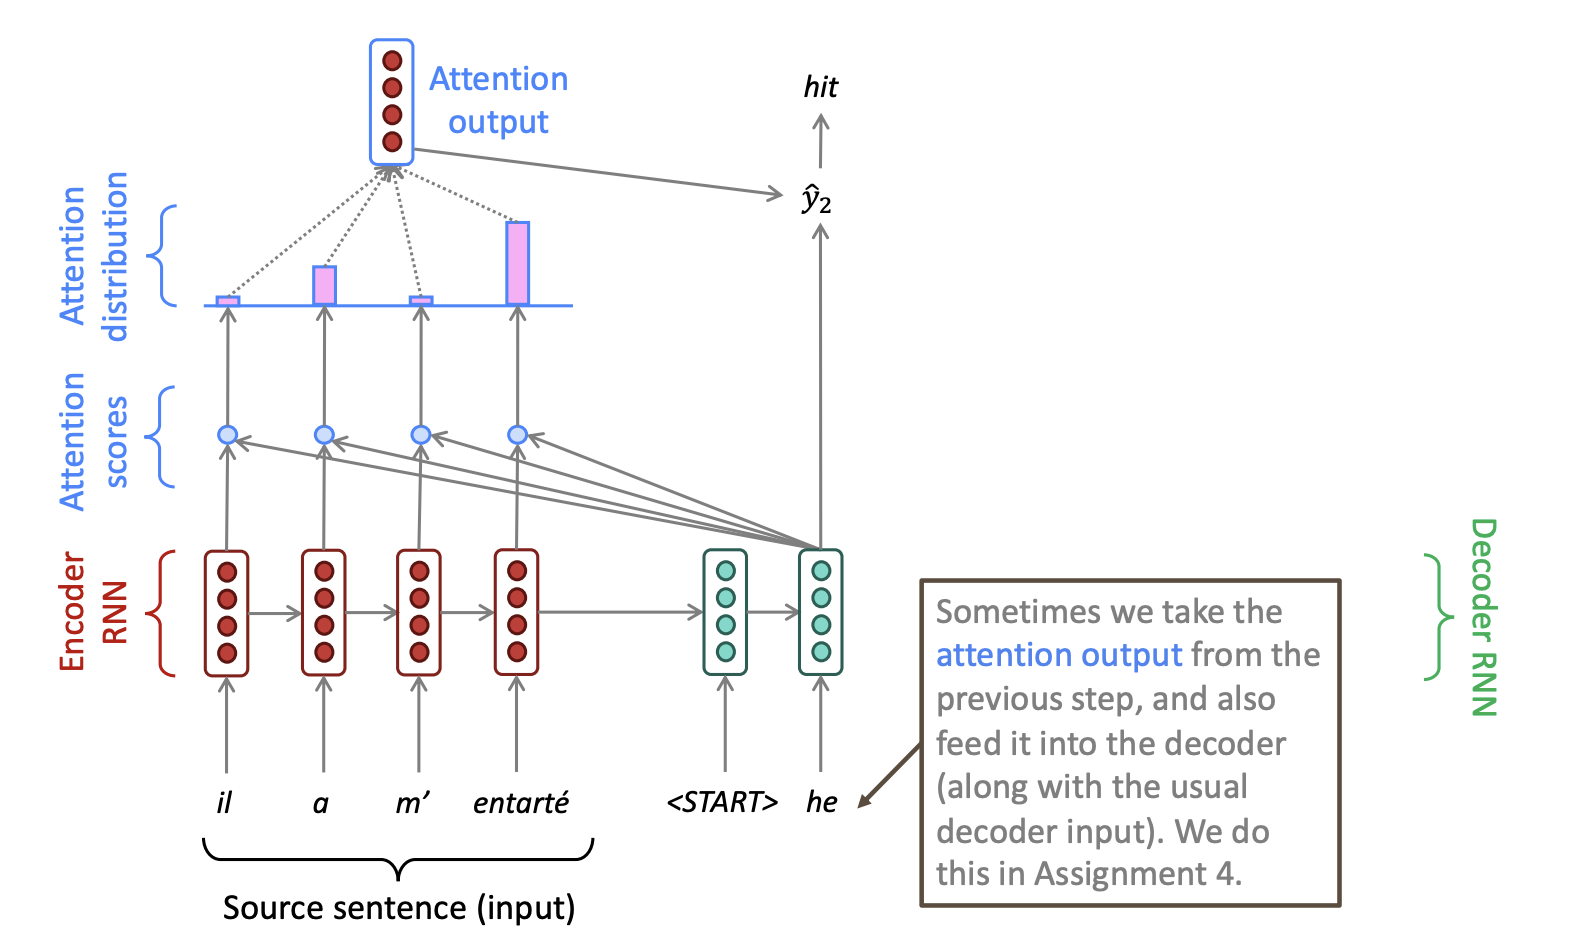 Attention
output
hit
Attention
distribution
ŷ₂
Attention
scores
Encoder
RNN
Decoder RNN
Sometimes we take the
attention output from the
previous step, and also
feed it into the decoder
(along with the usual
decoder input). We do
this in Assignment 4.
il a m’ entarté <START> he
Source sentence (input)